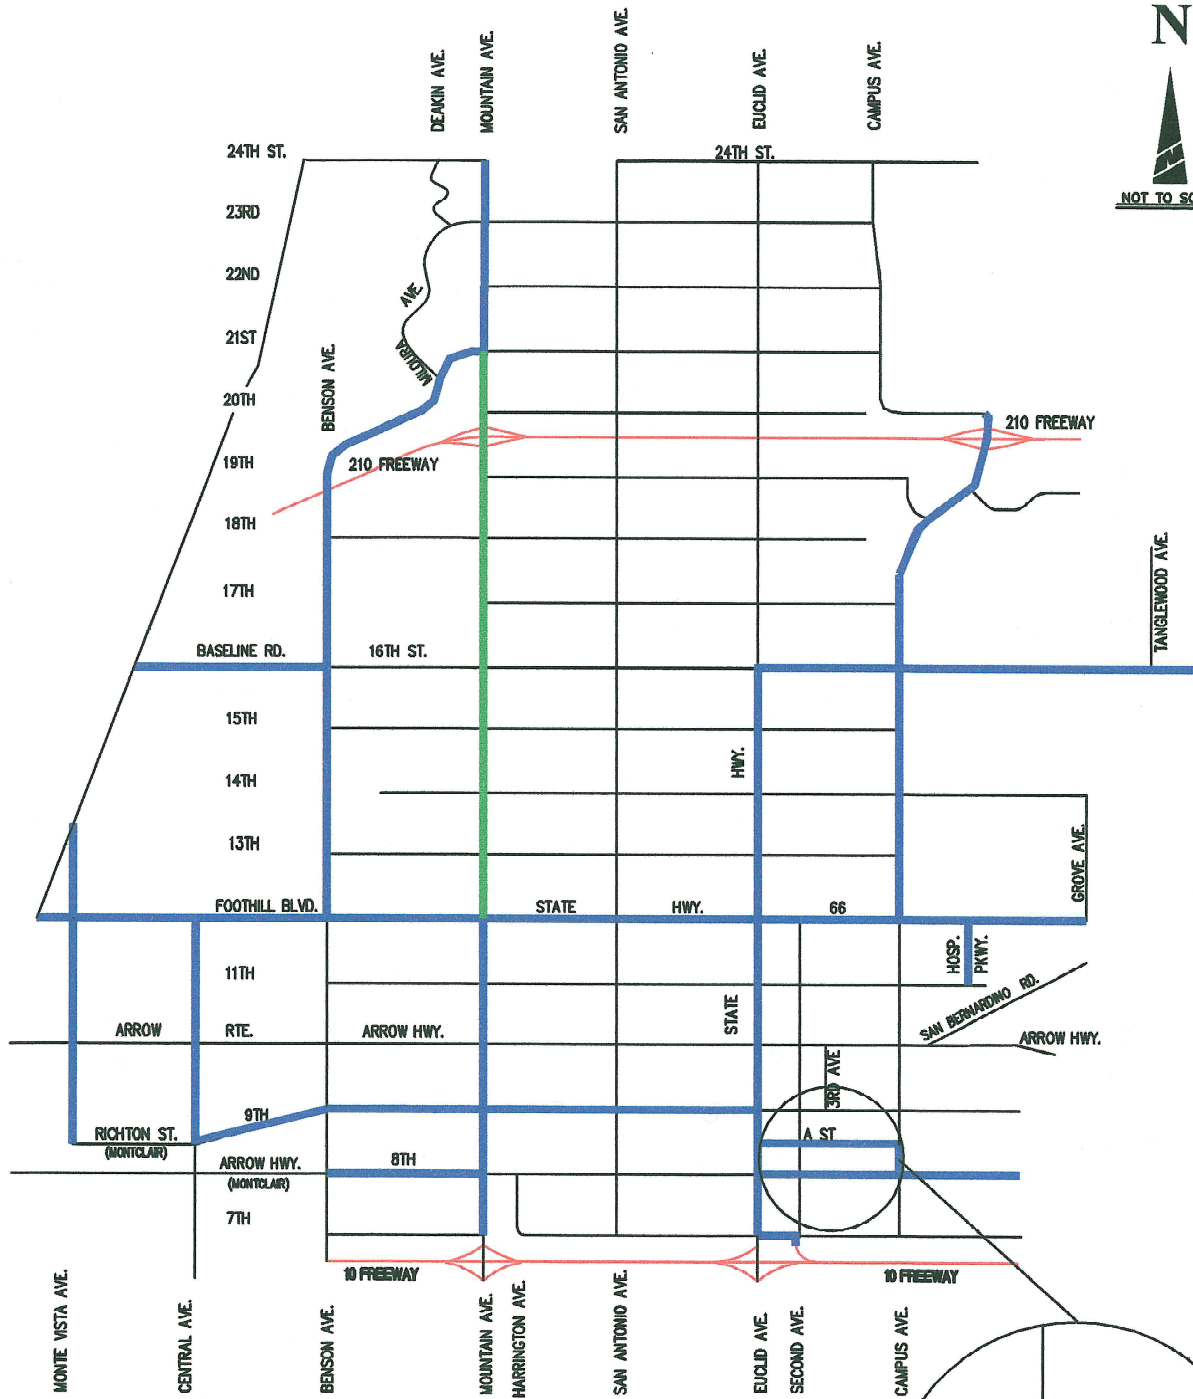 N
DEAKIN AVE.
MOUNTAIN AVE.
SAN ANTONIO AVE.
EUCLID AVE.
CAMPUS AVE.
24TH ST.
24TH ST.
NOT TO SC
23RD
22ND
AVE.
21ST
MILDURA
BENSON AVE.
20TH
210 FREEWAY
19TH
210 FREEWAY
18TH
TANGLEWOOD AVE.
17TH
BASELINE RD.
16TH ST.
15TH
HWY.
14TH
13TH
GROVE AVE.
FOOTHILL BLVD.
STATE
HWY.
66
HOSP.
PKWY.
11TH
SAN BERNARDINO RD.
STATE
ARROW
RTE.
ARROW HWY.
ARROW HWY.
3RD AVE
9TH
RICHTON ST.
(MONTCLAIR)
A ST
ARROW HWY.
(MONTCLAIR)
8TH
7TH
10 FREEWAY
10 FREEWAY
MONTE VISTA AVE.
CENTRAL AVE.
BENSON AVE.
MOUNTAIN AVE.
HARRINGTON AVE.
SAN ANTONIO AVE.
EUCLID AVE.
SECOND AVE.
CAMPUS AVE.